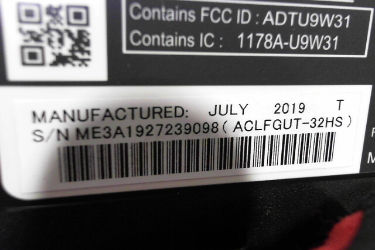 Contains FCC ID : ADTU9W31
Contains IC : 1178A-U9W31
MANUFACTURED: JULY 2019 T
S/N ME3A1927239098 ( ACLFGUT-32HS )